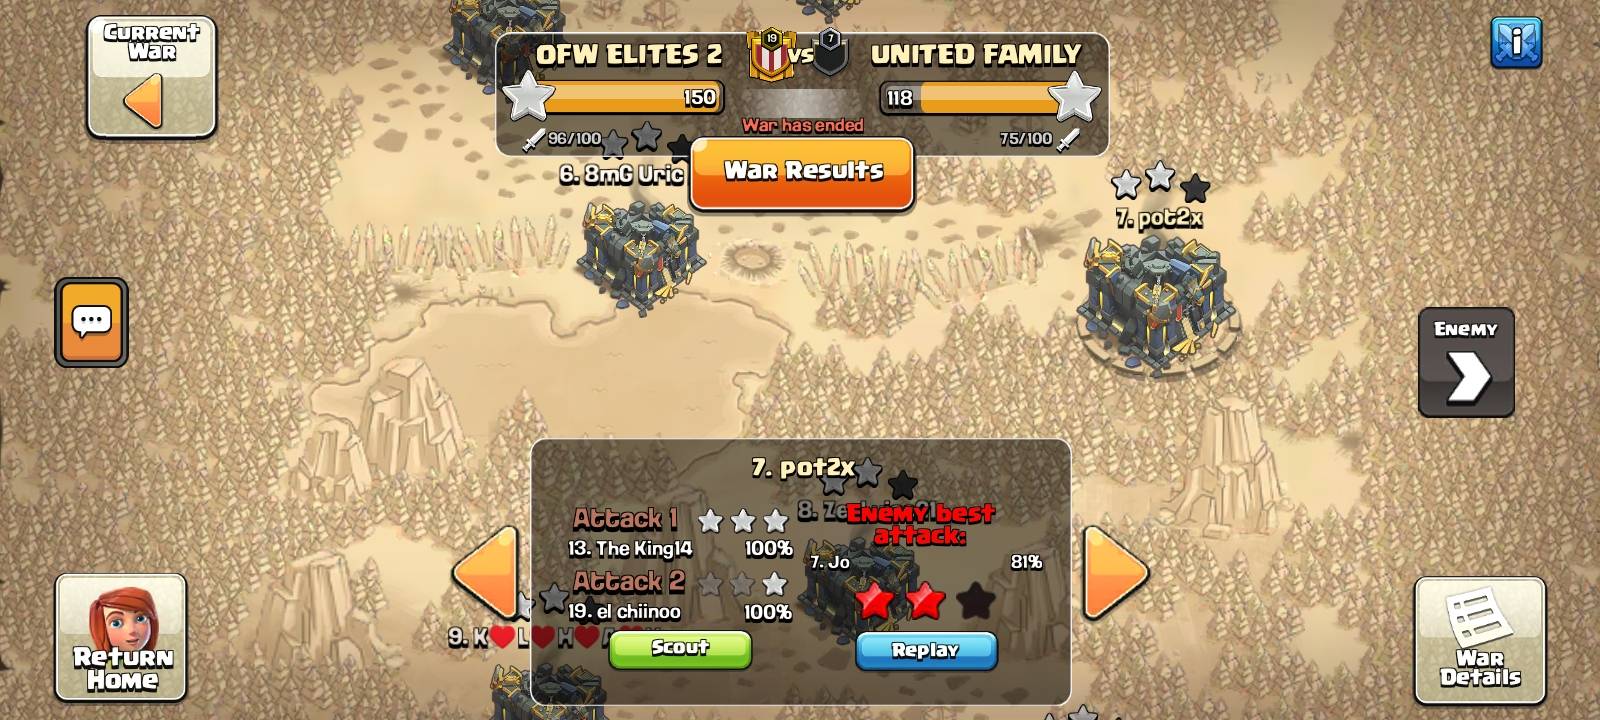 Current
War
OFW ELITES 2
19
vs
7
UNITED FAMILY
150
118
War has ended
96/100
75/100
War Results
6. 8mG Uric
7. pot2x
Enemy
7. pot2x
Attack 1
13. The King14
100%
Attack 2
19. el chiinoo
100%
Enemy best
attack:
7. Jo
81%
Scout
Replay
Return
Home
War
Details